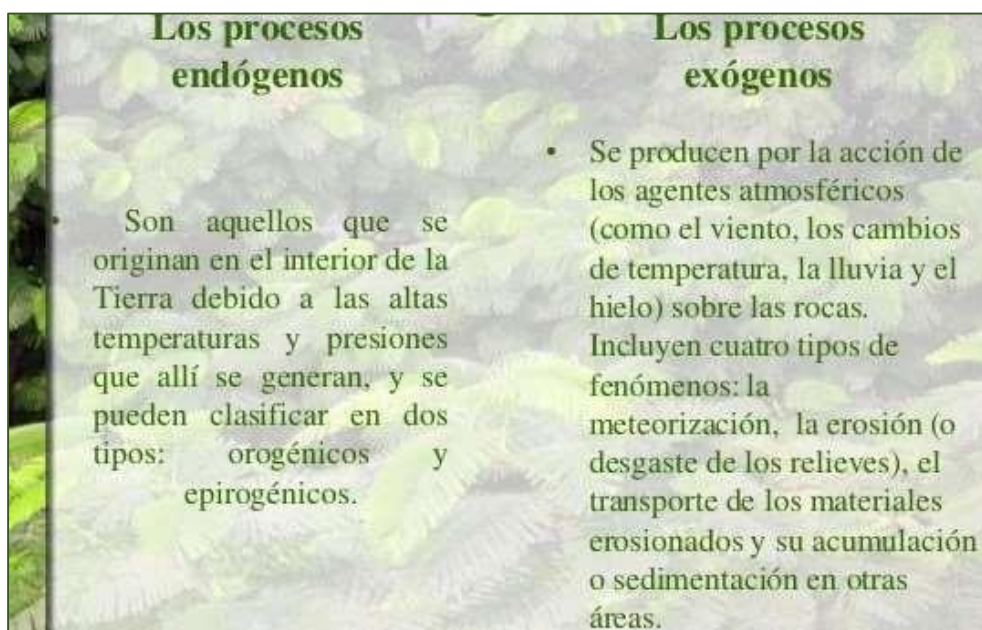 Los procesos
endógenos
• Son aquellos que se
originan en el interior de la
Tierra debido a las altas
temperaturas y presiones
que allí se generan, y se
pueden clasificar en dos
tipos: orogénicos y
epirogénicos.
Los procesos
exógenos
• Se producen por la acción de
los agentes atmosféricos
(como el viento, los cambios
de temperatura, la lluvia y el
hielo) sobre las rocas.
Incluyen cuatro tipos de
fenómenos: la
meteorización, la erosión (o
desgaste de los relieves), el
transporte de los materiales
erosionados y su acumulación
o sedimentación en otras
áreas.